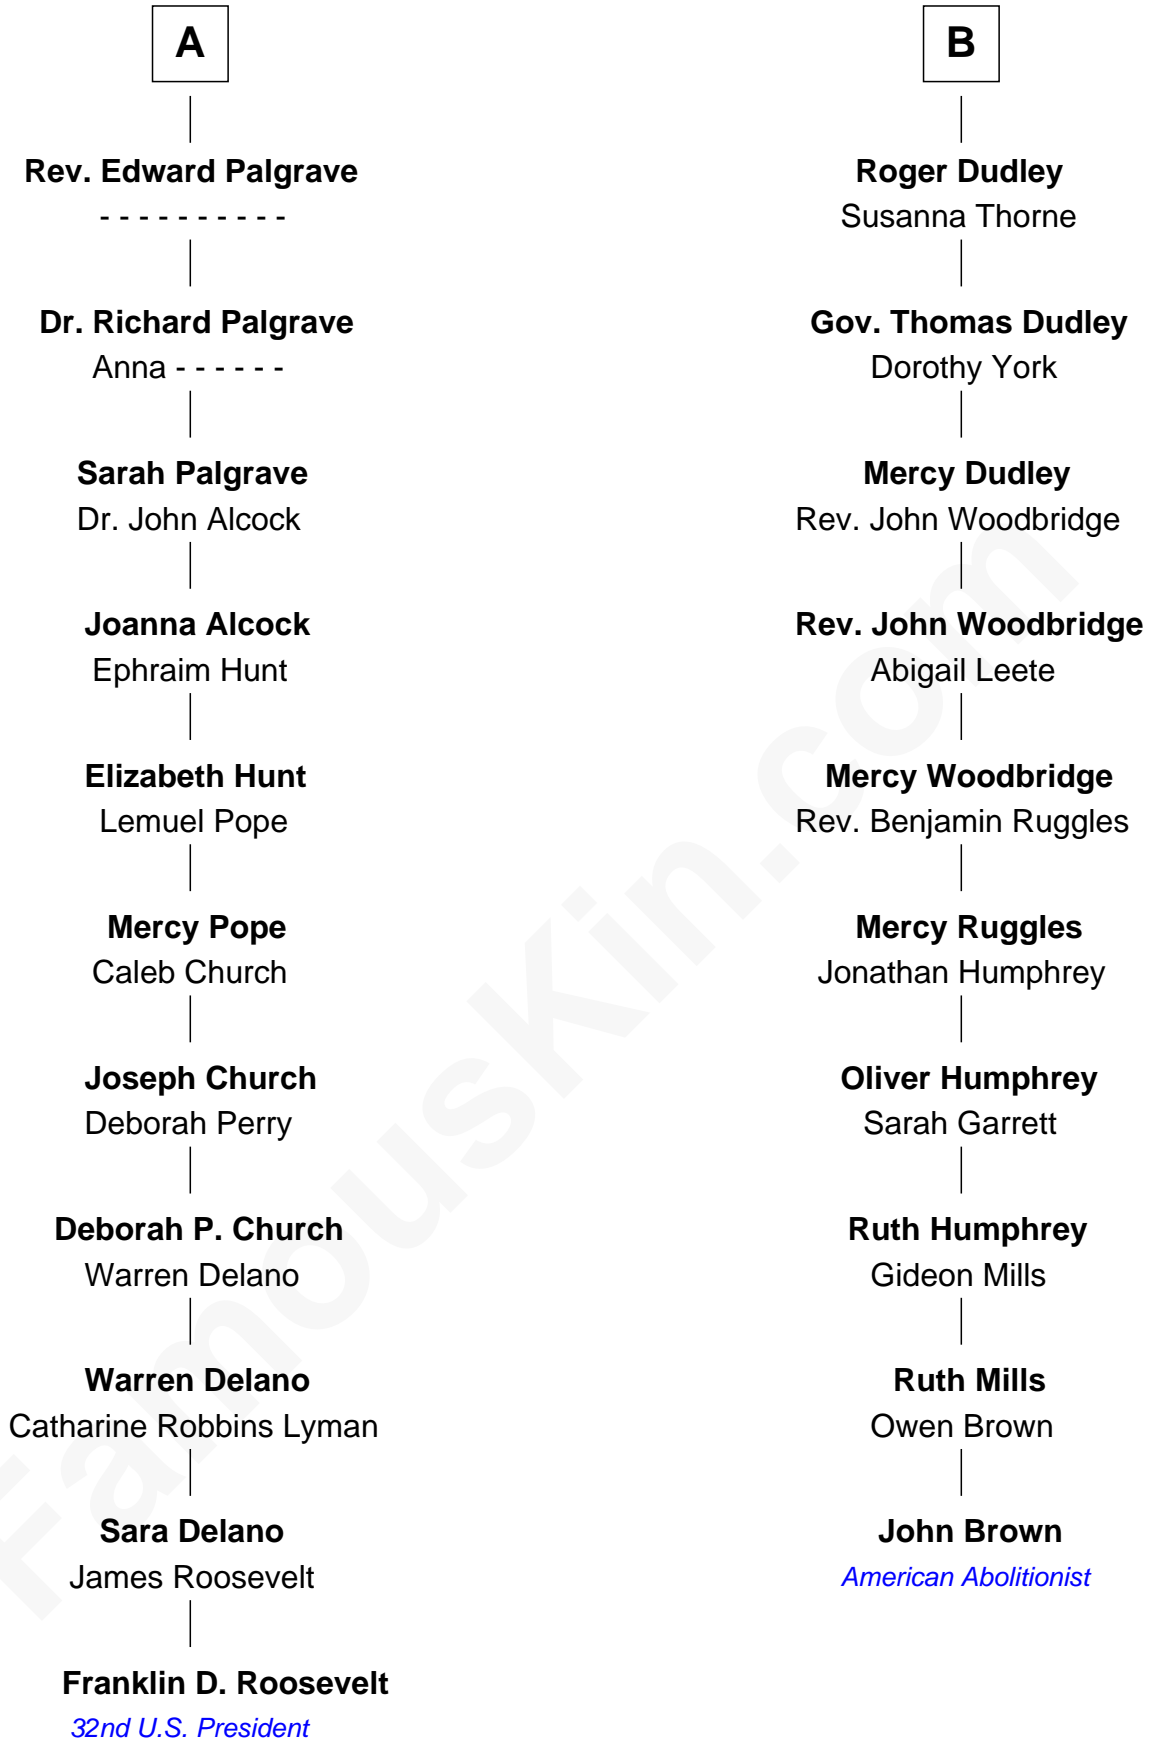 A
Rev. Edward Palgrave
- - - - - - - - - -
Dr. Richard Palgrave
Anna - - - - - -
Sarah Palgrave
Dr. John Alcock
Joanna Alcock
Ephraim Hunt
Elizabeth Hunt
Lemuel Pope
Mercy Pope
Caleb Church
Joseph Church
Deborah Perry
Deborah P. Church
Warren Delano
Warren Delano
Catharine Robbins Lyman
Sara Delano
James Roosevelt
Franklin D. Roosevelt
32nd U.S. President
B
Roger Dudley
Susanna Thorne
Gov. Thomas Dudley
Dorothy York
Mercy Dudley
Rev. John Woodbridge
Rev. John Woodbridge
Abigail Leete
Mercy Woodbridge
Rev. Benjamin Ruggles
Mercy Ruggles
Jonathan Humphrey
Oliver Humphrey
Sarah Garrett
Ruth Humphrey
Gideon Mills
Ruth Mills
Owen Brown
John Brown
American Abolitionist
FamousKin.com